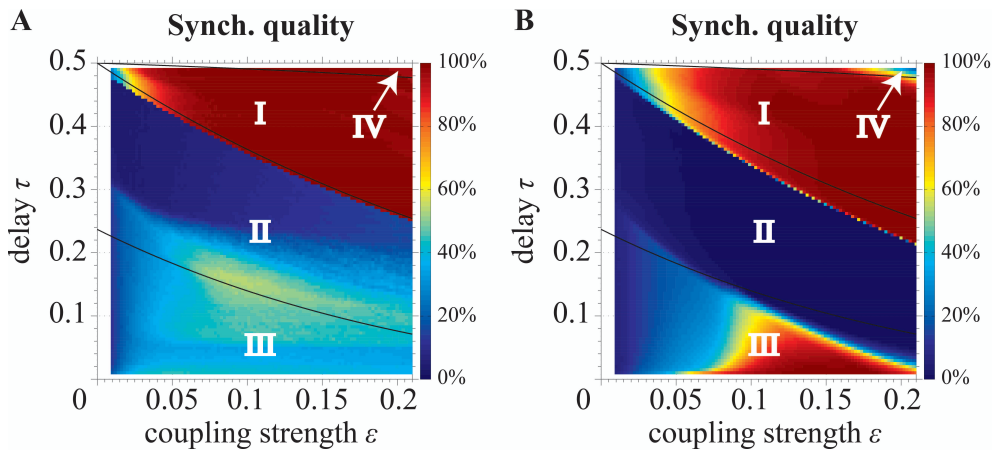 A
Synch. quality
0.5
0.4
0.3
0.2
0.1
0
0.05
0.1
0.15
0.2
delay τ
coupling strength ε
I
II
III
IV
100%
80%
60%
40%
20%
0%
B
Synch. quality
0.5
0.4
0.3
0.2
0.1
0
0.05
0.1
0.15
0.2
delay τ
coupling strength ε
I
II
III
IV
100%
80%
60%
40%
20%
0%